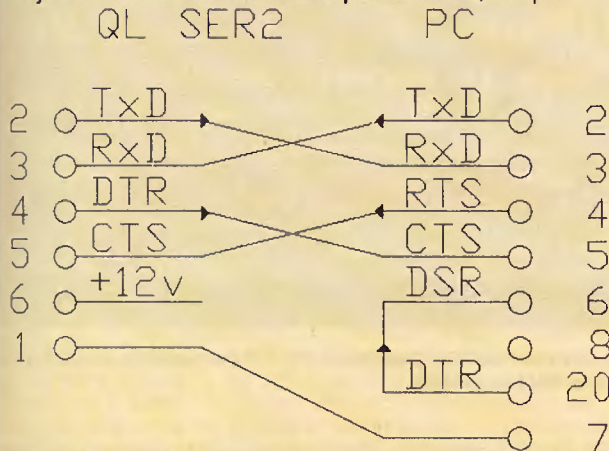 QL SER2 PC
2 TxD TxD 2
3 RxD RxD 3
4 DTR RTS 4
5 CTS CTS 5
6 +12v DSR 6
1 8
DTR 20
7